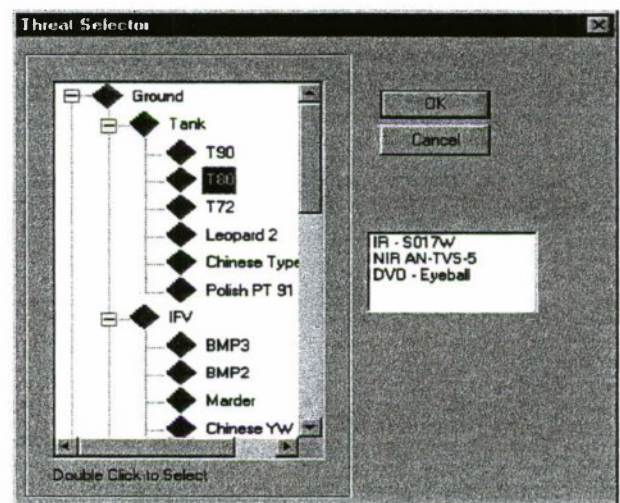 Threat Selector
Ground
Tank
T90
T80
T72
Leopard 2
Chinese Type
Polish PT 91
IFV
BMP3
BMP2
Marder
Chinese YW
Double Click to Select
OK
Cancel
IR - S017W
NIR AN-TVS-5
DVO - Eyeball